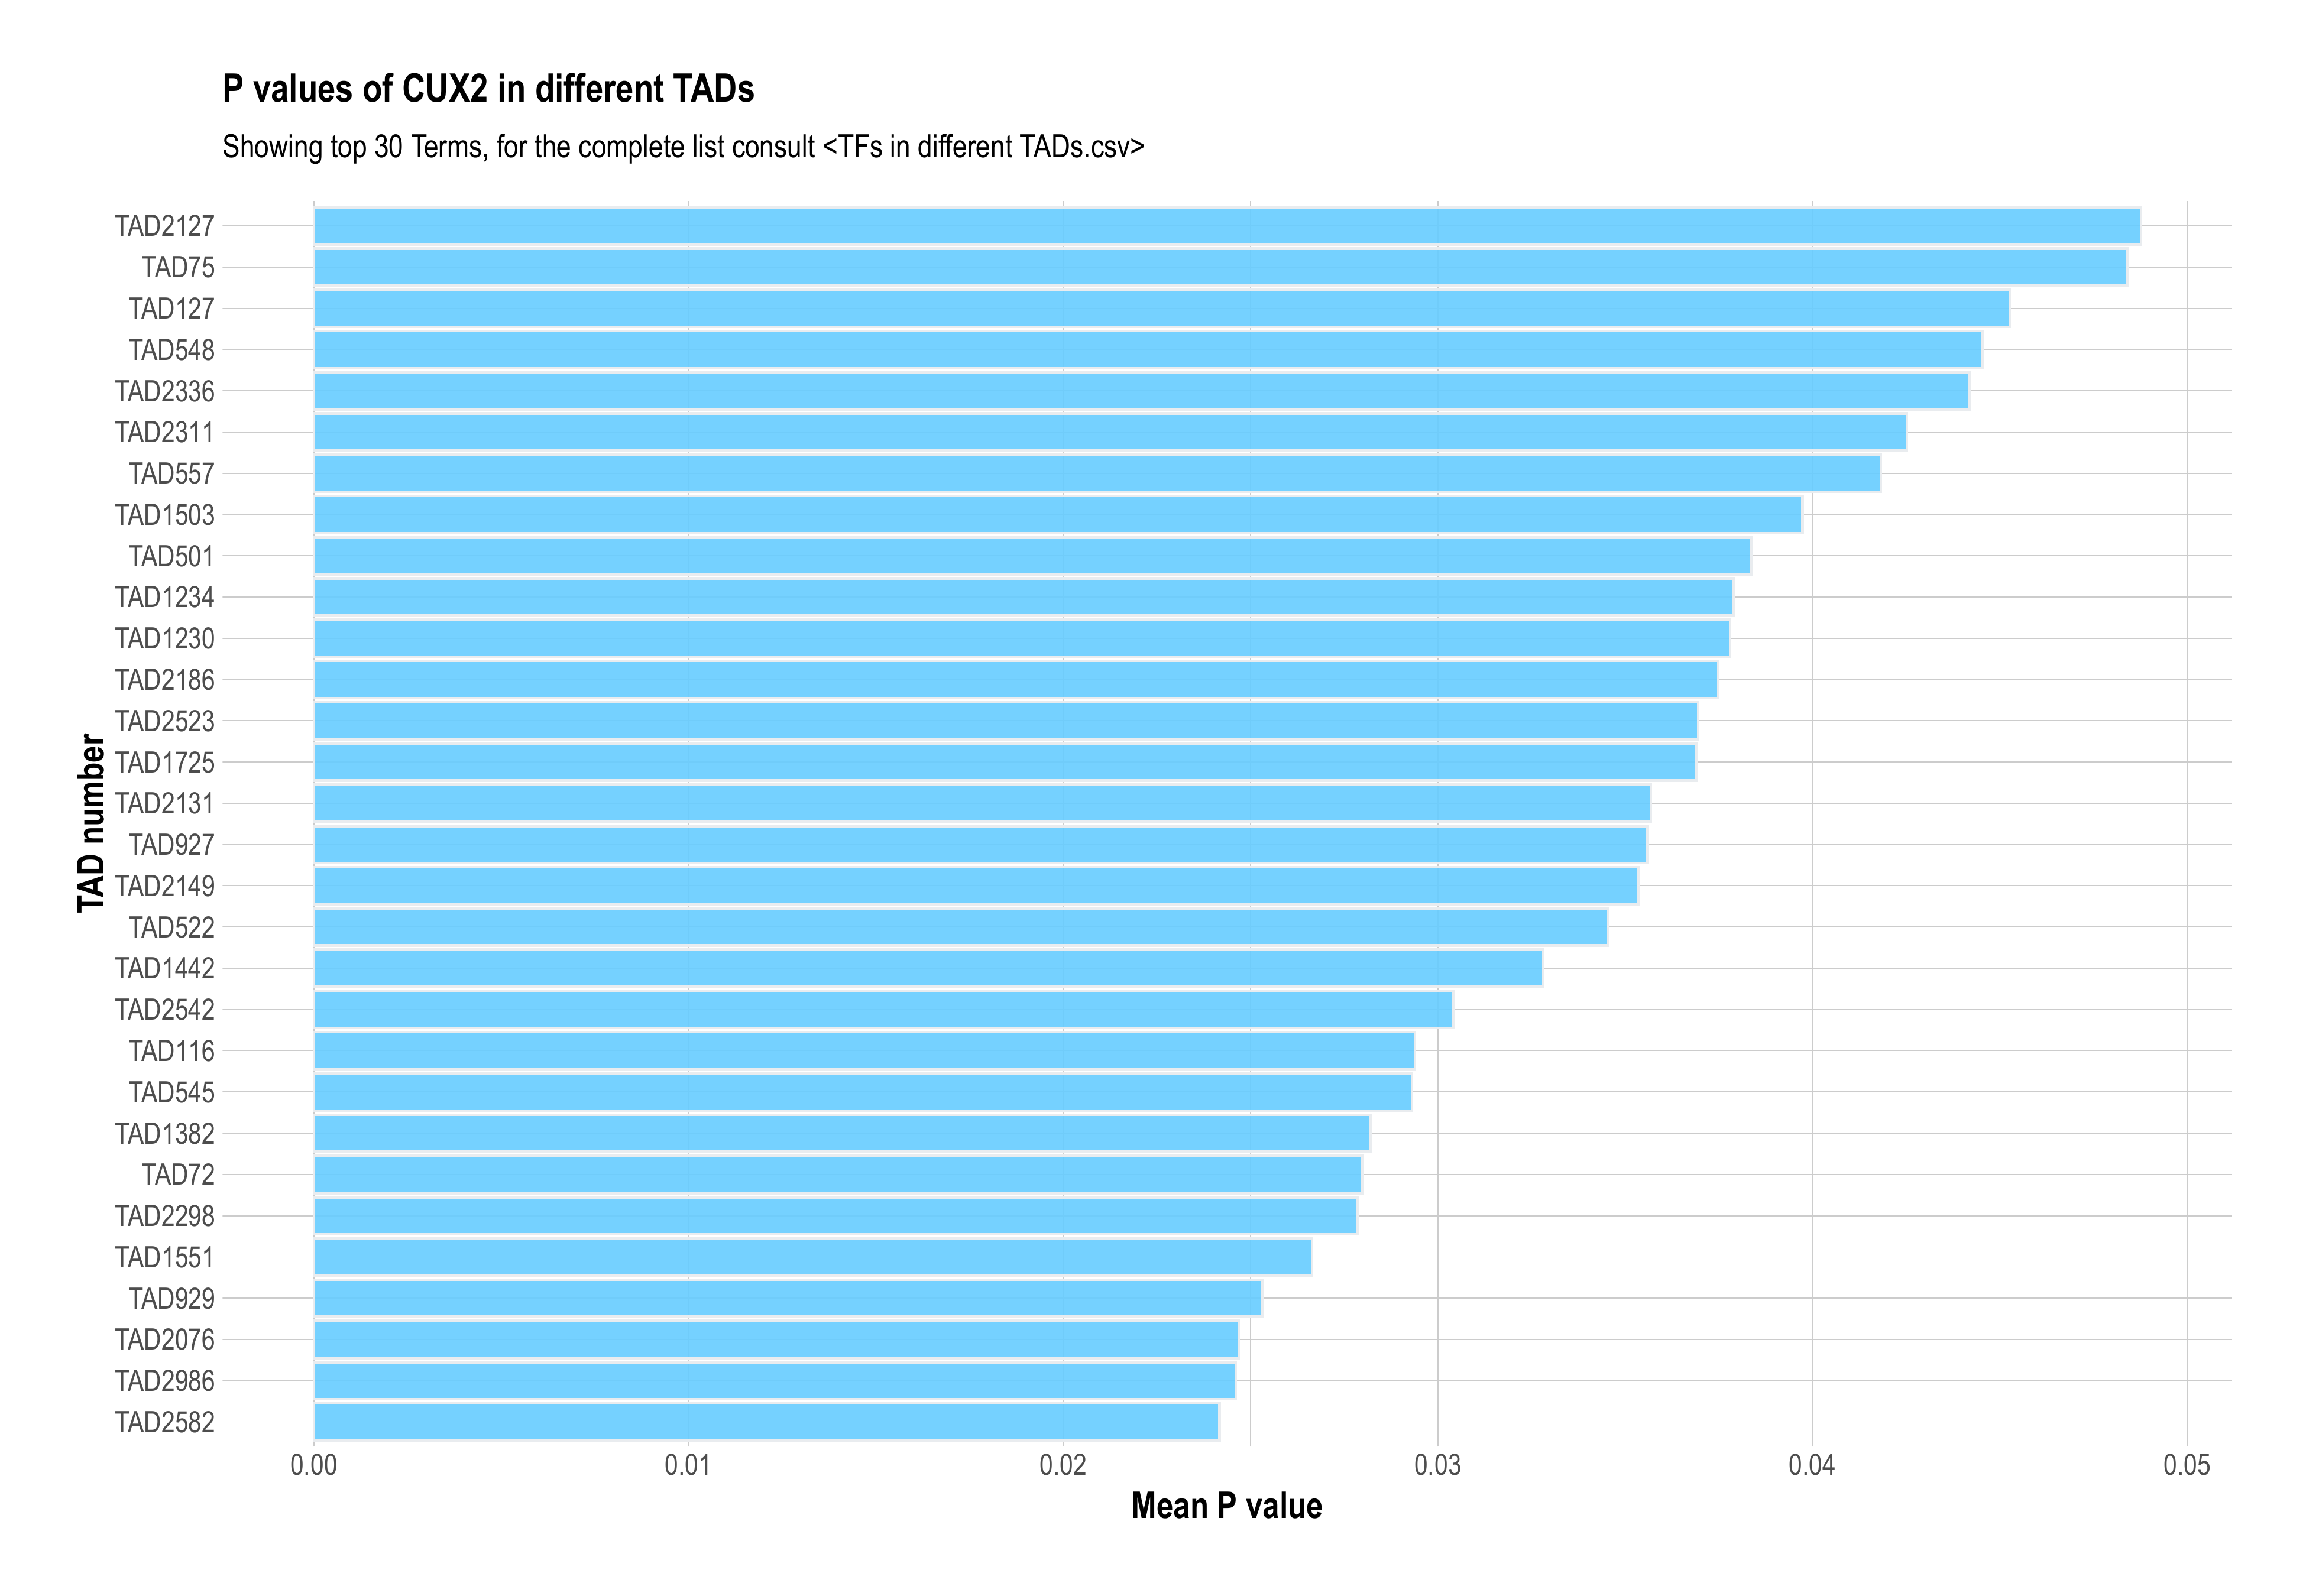 P values of CUX2 in different TADs
Showing top 30 Terms, for the complete list consult <TFs in different TADs.csv>
TAD number
TAD2127
TAD75
TAD127
TAD548
TAD2336
TAD2311
TAD557
TAD1503
TAD501
TAD1234
TAD1230
TAD2186
TAD2523
TAD1725
TAD2131
TAD927
TAD2149
TAD522
TAD1442
TAD2542
TAD116
TAD545
TAD1382
TAD72
TAD2298
TAD1551
TAD929
TAD2076
TAD2986
TAD2582
0.00 0.01 0.02 0.03 0.04 0.05
Mean P value